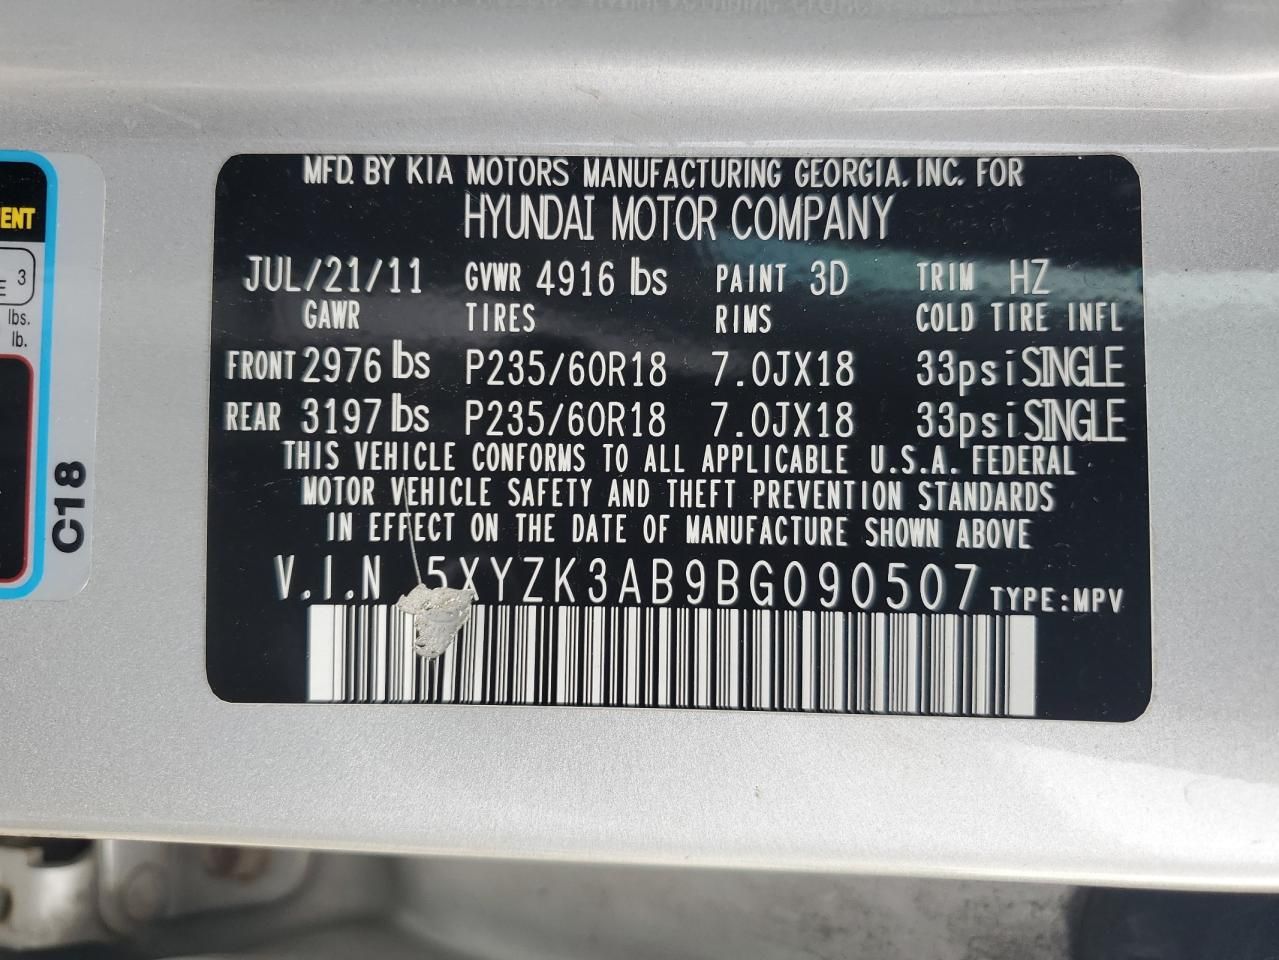 MFD. BY KIA MOTORS MANUFACTURING GEORGIA, INC. FOR
HYUNDAI MOTOR COMPANY
JUL/21/11 GVWR 4916 lbs PAINT 3D TRIM HZ
GAWR TIRES RIMS COLD TIRE INFL
FRONT 2976 lbs P235/60R18 7.0JX18 33psi SINGLE
REAR 3197 lbs P235/60R18 7.0JX18 33psi SINGLE
THIS VEHICLE CONFORMS TO ALL APPLICABLE U.S.A. FEDERAL
MOTOR VEHICLE SAFETY AND THEFT PREVENTION STANDARDS
IN EFFECT ON THE DATE OF MANUFACTURE SHOWN ABOVE
V.I.N 5XYZK3AB9BG090507 TYPE:MPV
ENT
E 3
lbs.
lb.
C18